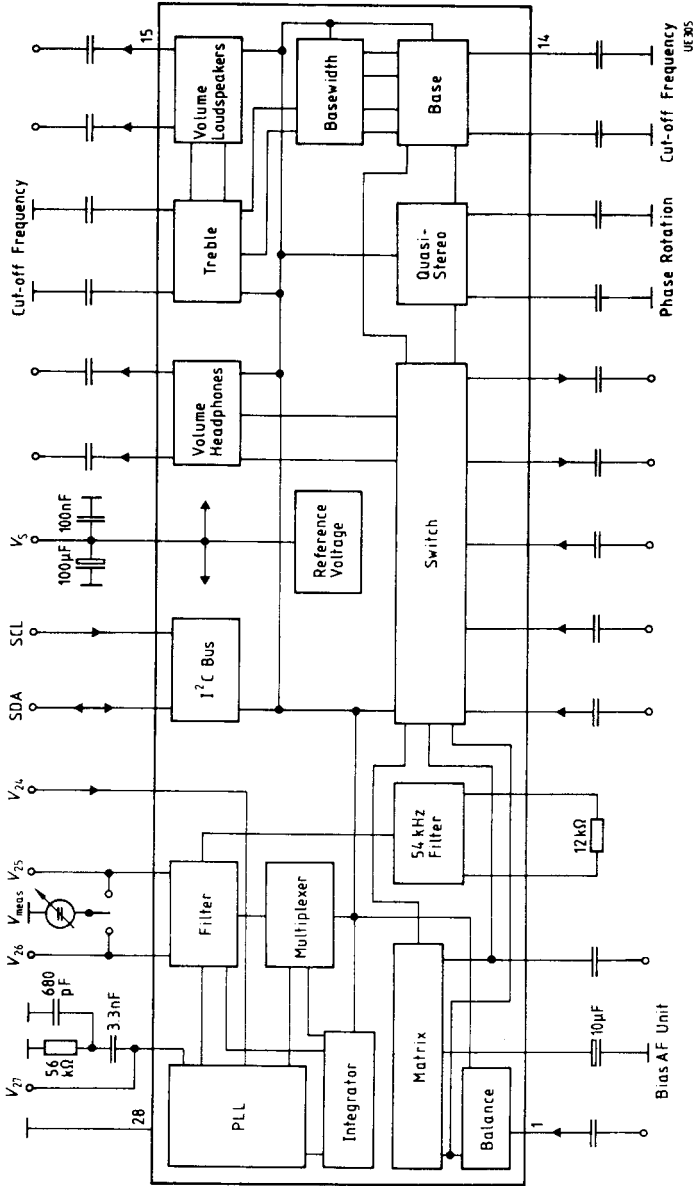 V27
56 kΩ
680 pF
3.3nF
V26
Vmeas
V25
V24
SDA
SCL
VS
100μF
100nF
Cut-off Frequency
28
15
PLL
Filter
Multiplexer
Integrator
I²C Bus
Reference Voltage
Volume Headphones
Treble
Volume Loudspeakers
Matrix
Balance
54 kHz Filter
Switch
Quasi-Stereo
Basewidth
Base
1
14
Bias AF Unit
10μF
12kΩ
Phase Rotation
Cut-off Frequency
UE305